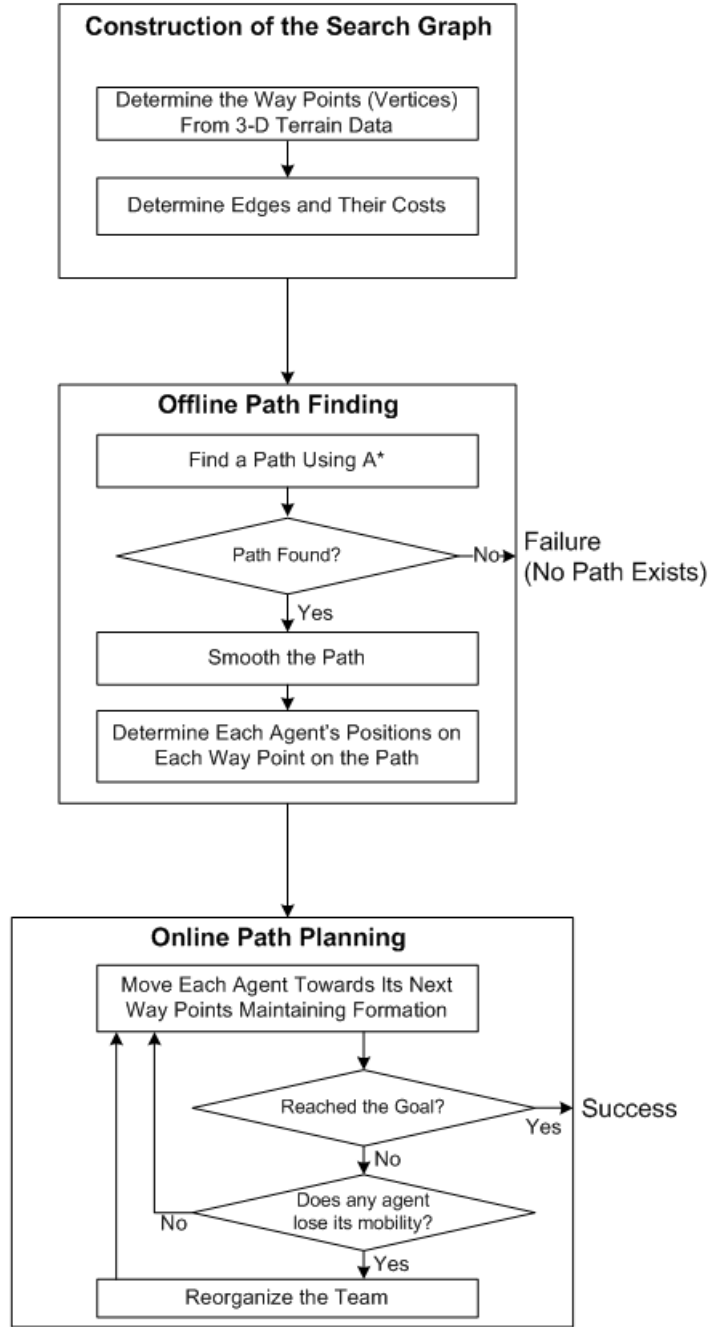 Construction of the Search Graph
Determine the Way Points (Vertices)
From 3-D Terrain Data
Determine Edges and Their Costs
Offline Path Finding
Find a Path Using A*
Path Found?
No
Failure
(No Path Exists)
Yes
Smooth the Path
Determine Each Agent's Positions on
Each Way Point on the Path
Online Path Planning
Move Each Agent Towards Its Next
Way Points Maintaining Formation
Reached the Goal?
Yes
Success
No
Does any agent
lose its mobility?
No
Yes
Reorganize the Team